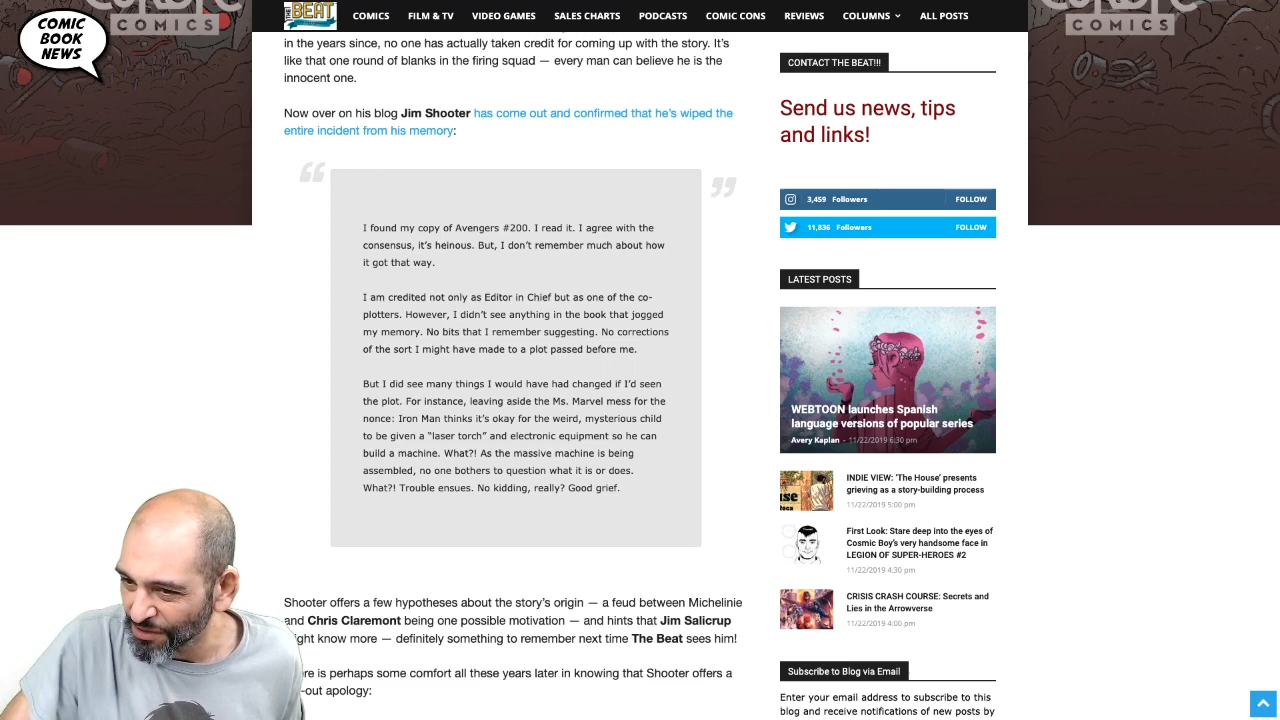 COMIC
BOOK
NEWS
THE
BEAT
COMICS FILM & TV VIDEO GAMES SALES CHARTS PODCASTS COMIC CONS REVIEWS COLUMNS ALL POSTS
in the years since, no one has actually taken credit for coming up with the story. It's
like that one round of blanks in the firing squad — every man can believe he is the
innocent one.
Now over on his blog Jim Shooter has come out and confirmed that he's wiped the
entire incident from his memory:
“ ”
I found my copy of Avengers #200. I read it. I agree with the
consensus, it's heinous. But, I don't remember much about how
it got that way.
I am credited not only as Editor in Chief but as one of the co-
plotters. However, I didn't see anything in the book that jogged
my memory. No bits that I remember suggesting. No corrections
of the sort I might have made to a plot passed before me.
But I did see many things I would have had changed if I'd seen
the plot. For instance, leaving aside the Ms. Marvel mess for the
nonce: Iron Man thinks it's okay for the weird, mysterious child
to be given a “laser torch” and electronic equipment so he can
build a machine. What?! As the massive machine is being
assembled, no one bothers to question what it is or does.
What?! Trouble ensues. No kidding, really? Good grief.
Shooter offers a few hypotheses about the story's origin — a feud between Michelinie
and Chris Claremont being one possible motivation — and hints that Jim Salicrup
ght know more — definitely something to remember next time The Beat sees him!
re is perhaps some comfort all these years later in knowing that Shooter offers a
-out apology:
CONTACT THE BEAT!!!
Send us news, tips
and links!
3,459 Followers FOLLOW
11,836 Followers FOLLOW
LATEST POSTS
WEBTOON launches Spanish
language versions of popular series
Avery Kaplan - 11/22/2019 6:30 pm
INDIE VIEW: 'The House' presents
grieving as a story-building process
11/22/2019 5:00 pm
First Look: Stare deep into the eyes of
Cosmic Boy's very handsome face in
LEGION OF SUPER-HEROES #2
11/22/2019 4:30 pm
CRISIS CRASH COURSE: Secrets and
Lies in the Arrowverse
11/22/2019 4:00 pm
Subscribe to Blog via Email
Enter your email address to subscribe to this
blog and receive notifications of new posts by